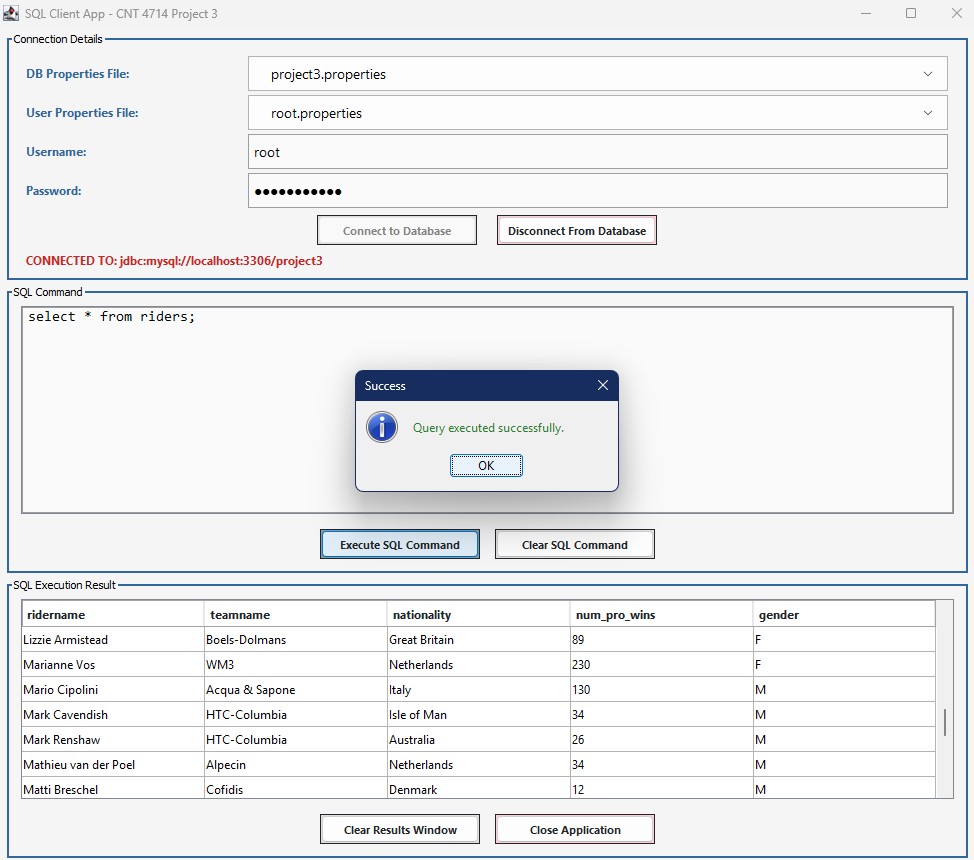 SQL Client App - CNT 4714 Project 3
Connection Details
DB Properties File: project3.properties
User Properties File: root.properties
Username: root
Password: ●●●●●●●●●●●
Connect to Database Disconnect From Database
CONNECTED TO: jdbc:mysql://localhost:3306/project3
SQL Command
select * from riders;
Success
Query executed successfully.
OK
Execute SQL Command Clear SQL Command
SQL Execution Result
ridername teamname nationality num_pro_wins gender
Lizzie Armistead Boels-Dolmans Great Britain 89 F
Marianne Vos WM3 Netherlands 230 F
Mario Cipolini Acqua & Sapone Italy 130 M
Mark Cavendish HTC-Columbia Isle of Man 34 M
Mark Renshaw HTC-Columbia Australia 26 M
Mathieu van der Poel Alpecin Netherlands 34 M
Matti Breschel Cofidis Denmark 12 M
Clear Results Window Close Application